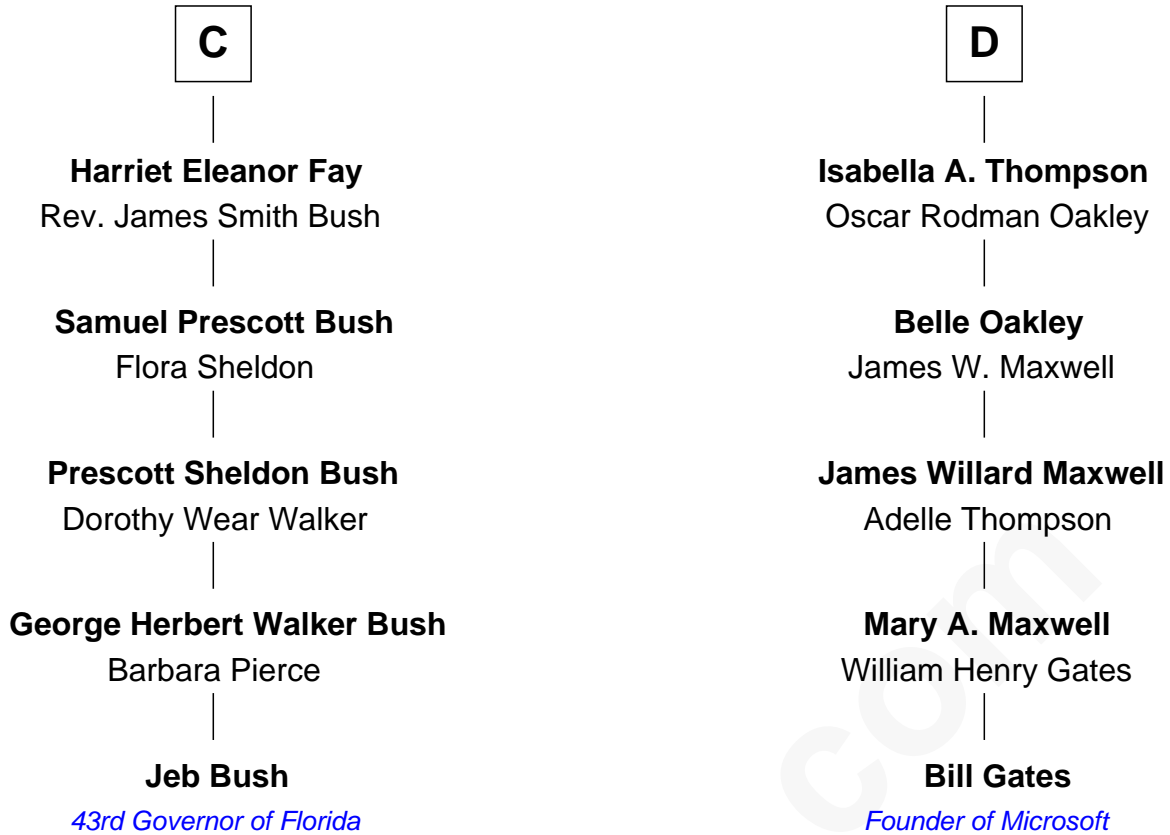 C
Harriet Eleanor Fay
Rev. James Smith Bush
Samuel Prescott Bush
Flora Sheldon
Prescott Sheldon Bush
Dorothy Wear Walker
George Herbert Walker Bush
Barbara Pierce
Jeb Bush
43rd Governor of Florida
D
Isabella A. Thompson
Oscar Rodman Oakley
Belle Oakley
James W. Maxwell
James Willard Maxwell
Adelle Thompson
Mary A. Maxwell
William Henry Gates
Bill Gates
Founder of Microsoft
com